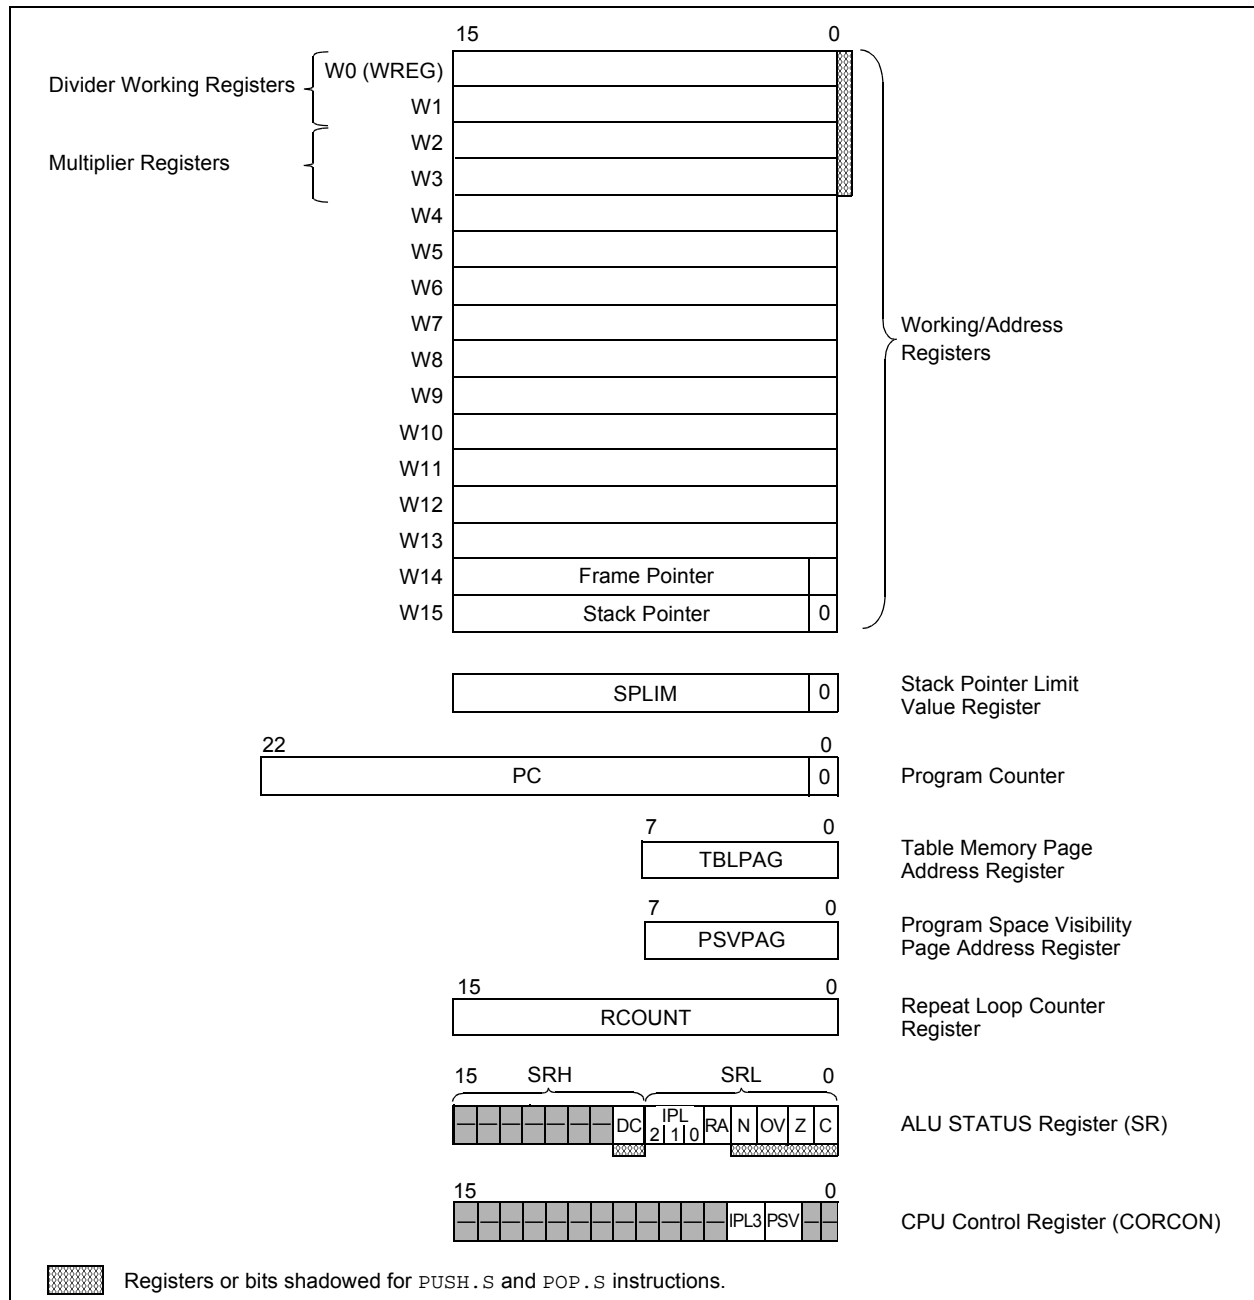 15 0
Divider Working Registers
W0 (WREG)
W1
Multiplier Registers
W2
W3
W4
W5
W6
W7
Working/Address
Registers
W8
W9
W10
W11
W12
W13
W14 Frame Pointer
W15 Stack Pointer 0
SPLIM 0
Stack Pointer Limit
Value Register
22 0
PC 0
Program Counter
7 0
TBLPAG
Table Memory Page
Address Register
7 0
PSVPAG
Program Space Visibility
Page Address Register
15 0
RCOUNT
Repeat Loop Counter
Register
15 SRH SRL 0
— — — — — — — DC IPL 2 1 0 RA N OV Z C
ALU STATUS Register (SR)
15 0
— — — — — — — — — — — — IPL3 PSV — —
CPU Control Register (CORCON)
Registers or bits shadowed for PUSH.S and POP.S instructions.